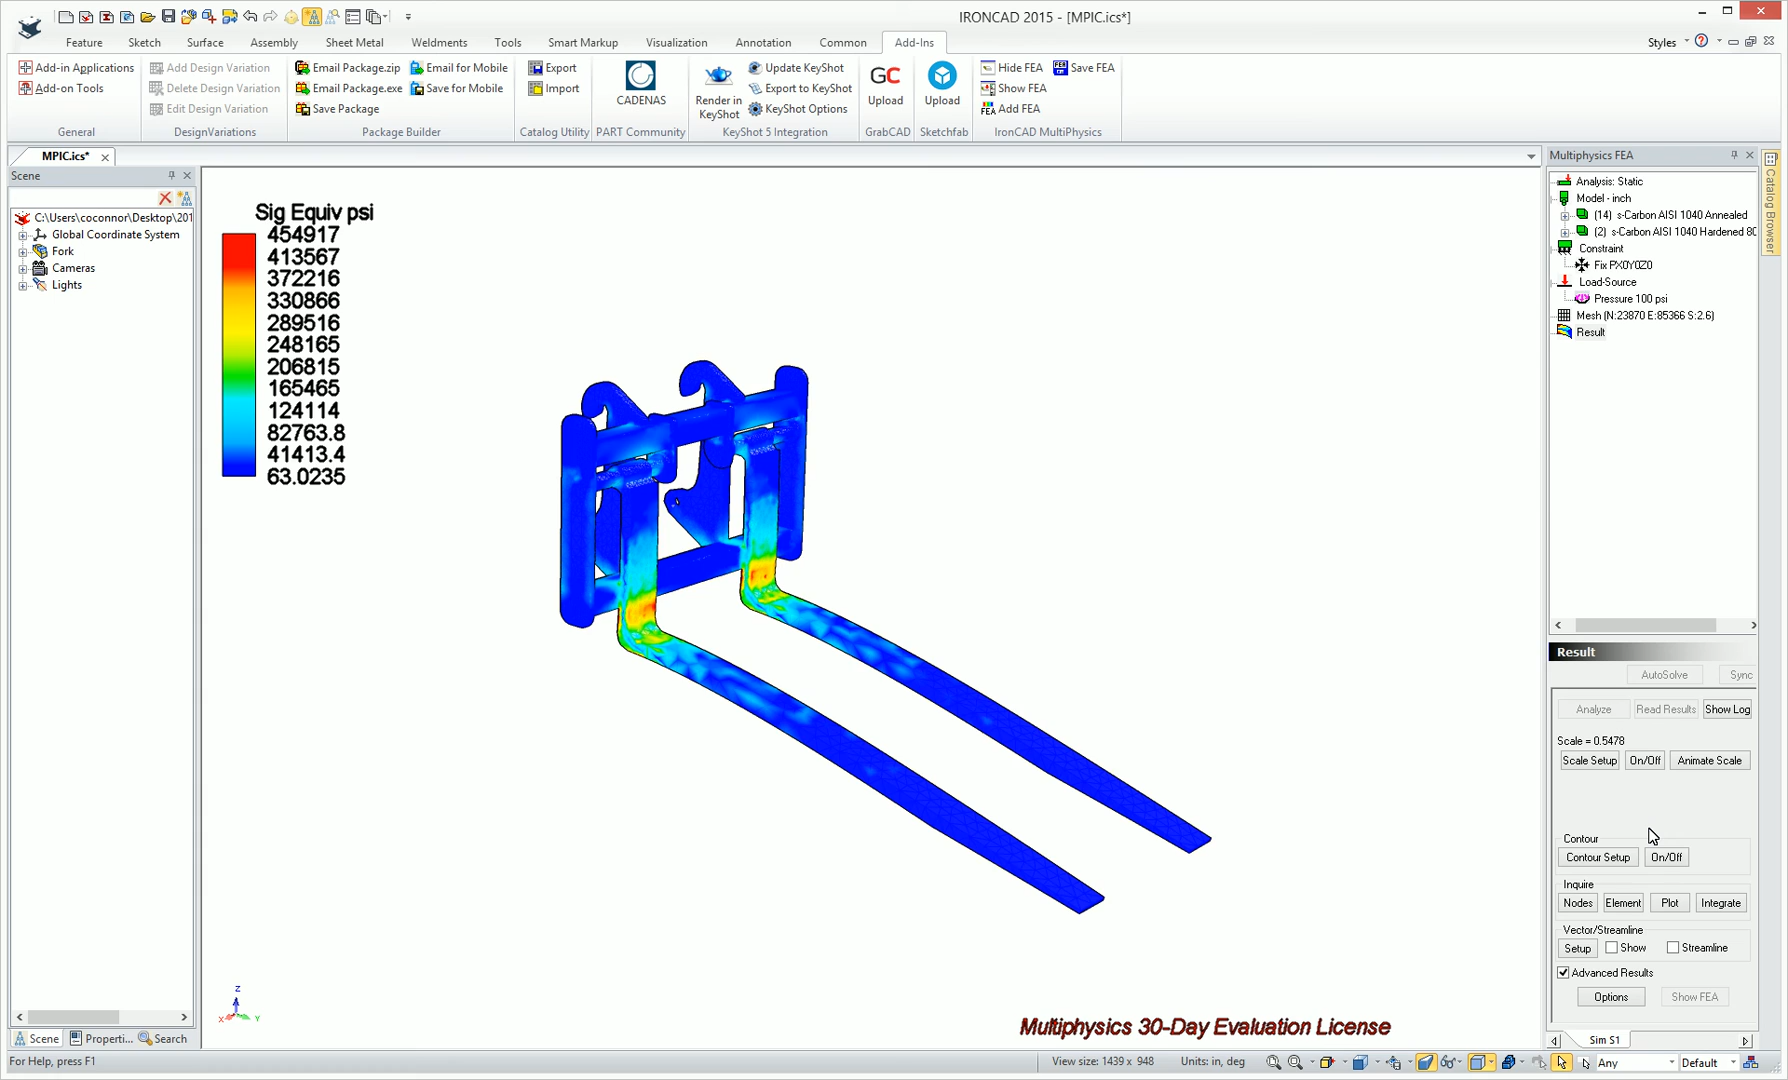 IRONCAD 2015 - [MPIC.ics*]
Feature Sketch Surface Assembly Sheet Metal Weldments Tools Smart Markup Visualization Annotation Common Add-Ins Styles
Add-in Applications
Add-on Tools
General
Add Design Variation
Delete Design Variation
Edit Design Variation
DesignVariations
Email Package.zip
Email Package.exe
Save Package
Email for Mobile
Save for Mobile
Package Builder
Export
Import
Catalog Utility
CADENAS
PART Community
Render in
KeyShot
Update KeyShot
Export to KeyShot
KeyShot Options
KeyShot 5 Integration
GC
Upload
GrabCAD
Upload
Sketchfab
Hide FEA
Save FEA
Show FEA
Add FEA
IronCAD MultiPhysics
MPIC.ics*
Scene
C:\Users\coconnor\Desktop\201
Global Coordinate System
Fork
Cameras
Lights
Sig Equiv psi
454917
413567
372216
330866
289516
248165
206815
165465
124114
82763.8
41413.4
63.0235
Z
X
Y
Multiphysics 30-Day Evaluation License
Multiphysics FEA
Analysis: Static
Model - inch
(14) s-Carbon AISI 1040 Annealed
(2) s-Carbon AISI 1040 Hardened 80
Constraint
Fix PX0Y0Z0
Load-Source
Pressure 100 psi
Mesh (N:23870 E:85366 S:2.6)
Result
Catalog Browser
Result
AutoSolve Sync
Analyze Read Results Show Log
Scale = 0.5478
Scale Setup On/Off Animate Scale
Contour
Contour Setup On/Off
Inquire
Nodes Element Plot Integrate
Vector/Streamline
Setup Show Streamline
Advanced Results
Options Show FEA
Sim S1
Scene Properti... Search
For Help, press F1
View size: 1439 x 948 Units: in, deg Any Default